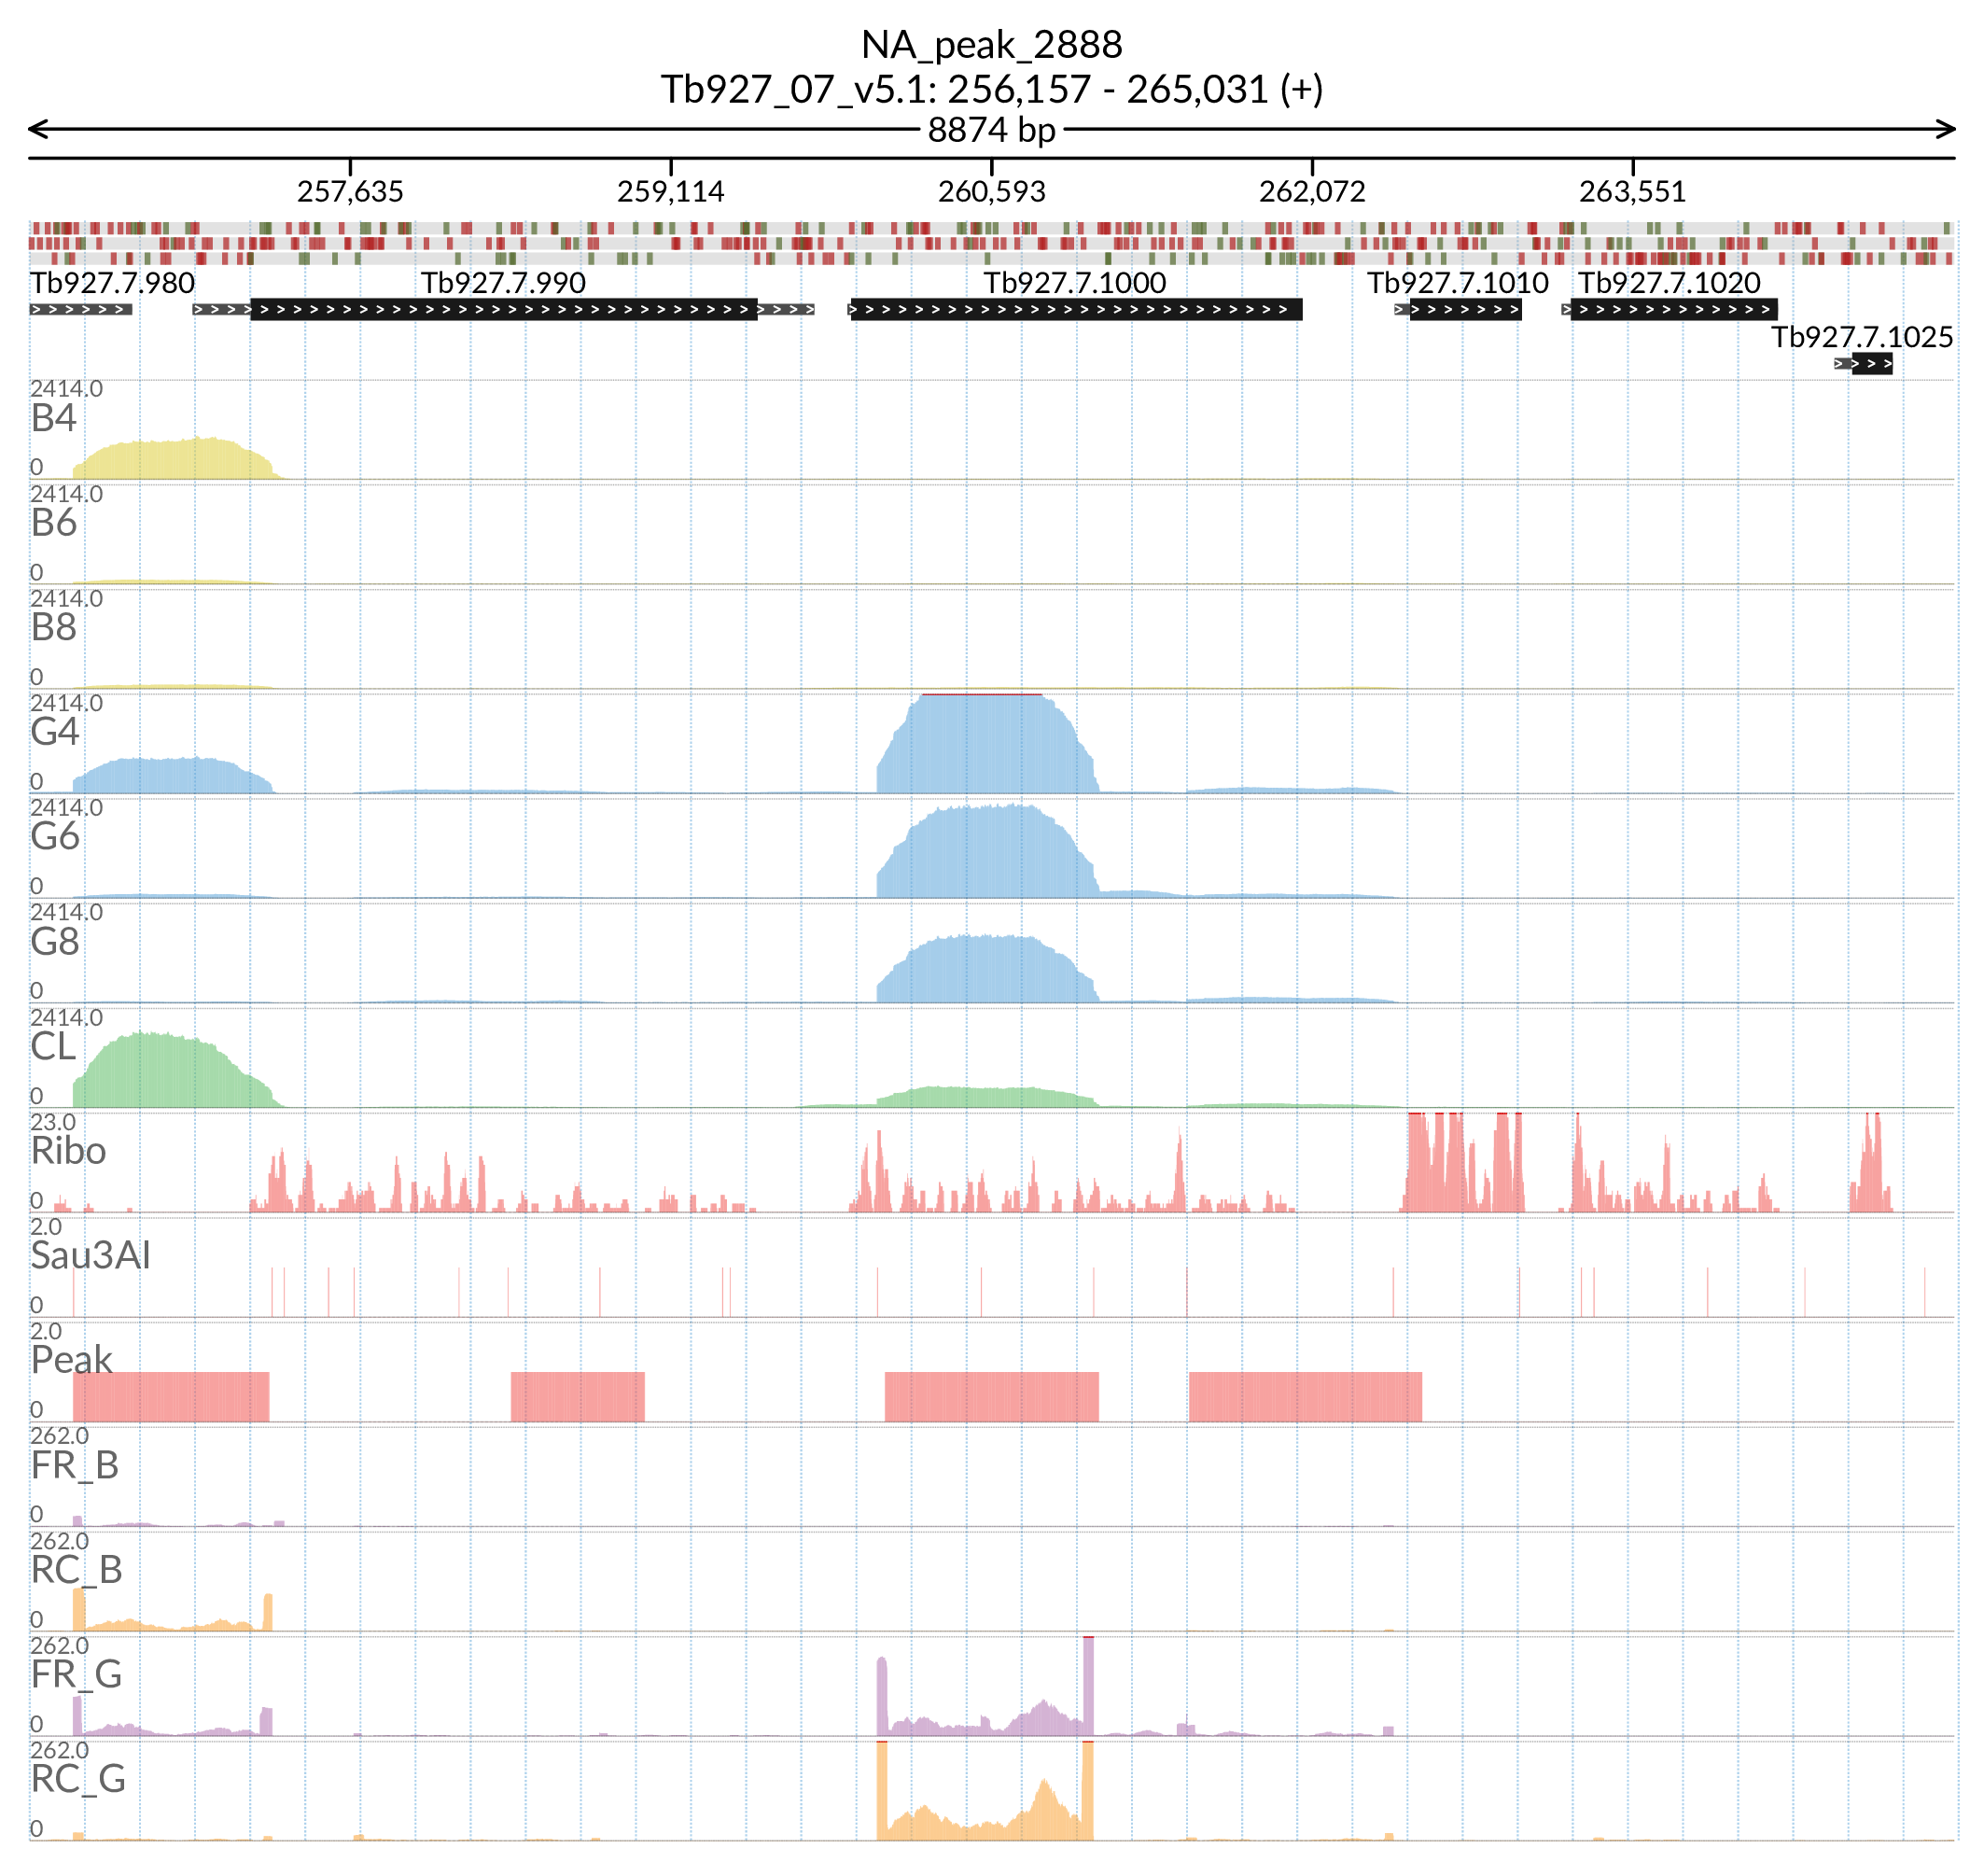 NA_peak_2888
Tb927_07_v5.1: 256,157 - 265,031 (+)
8874 bp
257,635 259,114 260,593 262,072 263,551
Tb927.7.980 Tb927.7.990 Tb927.7.1000 Tb927.7.1010 Tb927.7.1020
Tb927.7.1025
2414.0
B4
0
2414.0
B6
0
2414.0
B8
0
2414.0
G4
0
2414.0
G6
0
2414.0
G8
0
2414.0
CL
0
23.0
Ribo
0
2.0
Sau3AI
0
2.0
Peak
0
262.0
FR_B
0
262.0
RC_B
0
262.0
FR_G
0
262.0
RC_G
0